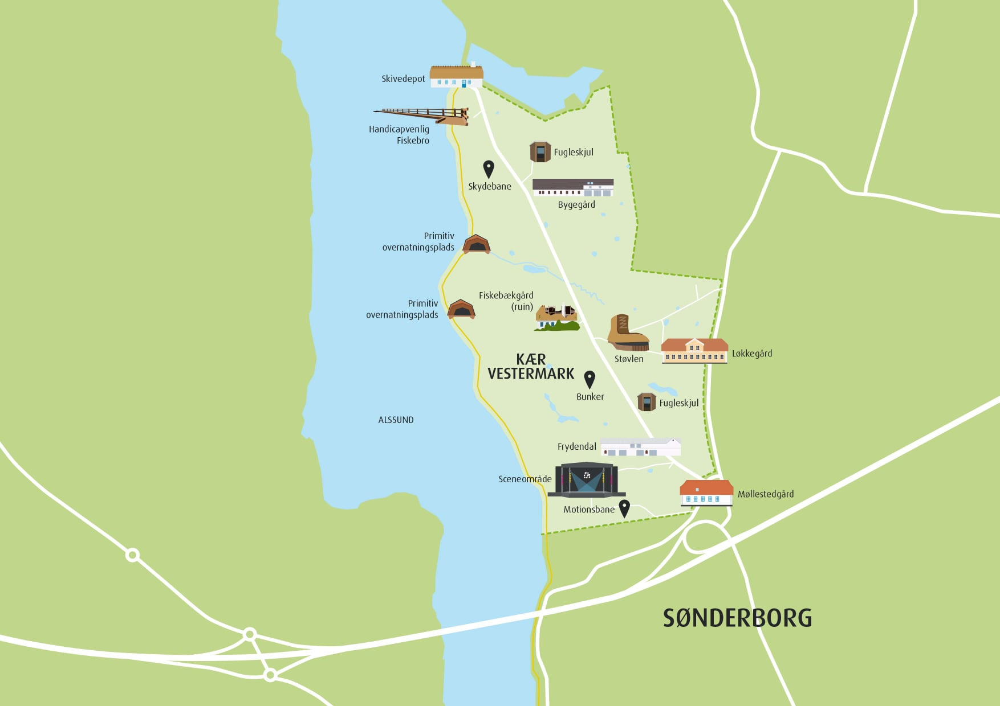 Skivedepot
Handicapvenlig
Fiskebro
Fugleskjul
Skydebane
Bygegård
Primitiv
overnatningsplads
Fiskebækgård
(ruin)
Primitiv
overnatningsplads
Støvlen
Løkkegård
KÆR
VESTERMARK
Bunker
Fugleskjul
ALSSUND
Frydendal
Sceneområde
Møllestedgård
Motionsbane
SØNDERBORG